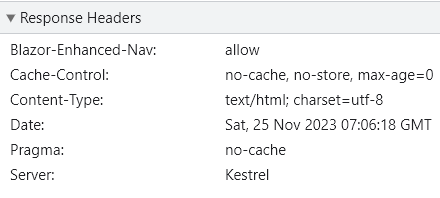 Response Headers
Blazor-Enhanced-Nav: allow
Cache-Control: no-cache, no-store, max-age=0
Content-Type: text/html; charset=utf-8
Date: Sat, 25 Nov 2023 07:06:18 GMT
Pragma: no-cache
Server: Kestrel